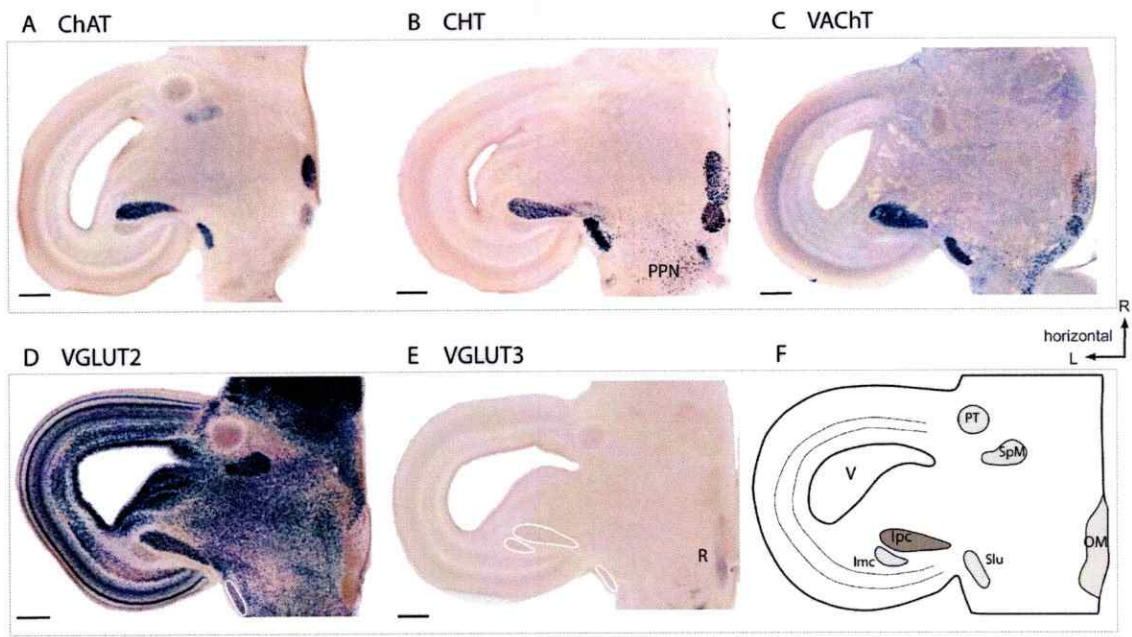 A ChAT
B CHT
C VAChT
PPN
R
horizontal
L
D VGLUT2
E VGLUT3
F
R
PT
SpM
V
Ipc
Imc
Slu
OM